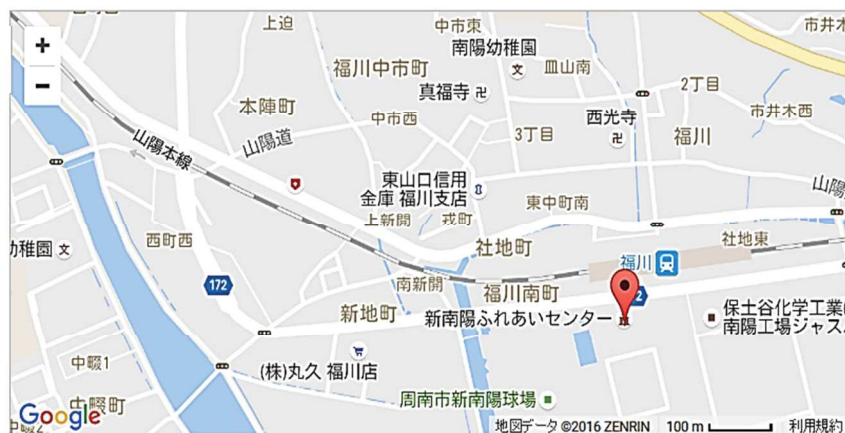 上迫
中市東
市井木
南陽幼稚園
福川中市町
皿山南
真福寺
2丁目
本陣町
中市西
西光寺
市井木西
3丁目
福川
山陽道
山陽本線
東山口信用
金庫 福川支店
東中町南
山陽
上新開
戎町
西町西
社地町
社地東
幼稚園
福川
172
南新開
福川南町
2
新地町
新南陽ふれあいセンター
保土谷化学工業
南陽工場ジャス
中畷1
(株)丸久 福川店
中畷町
周南市新南陽球場
中畷2
Google
地図データ ©2016 ZENRIN
100 m
利用規約